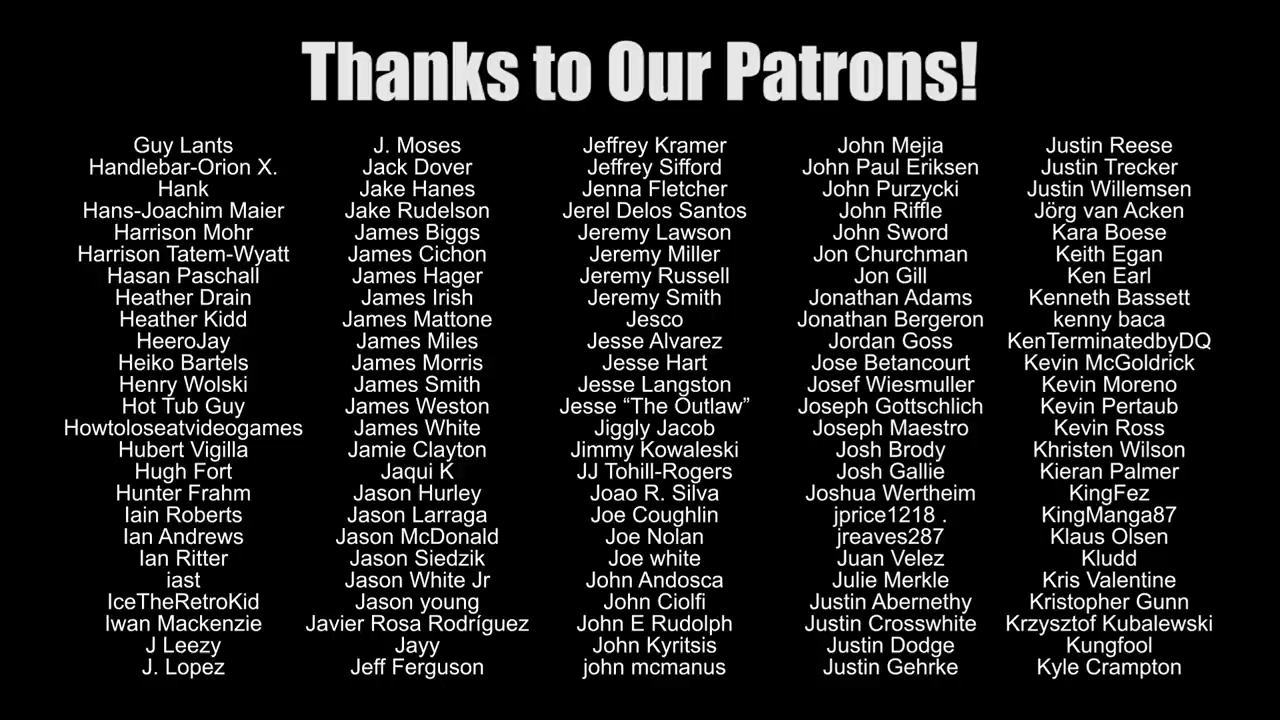 Thanks to Our Patrons!
Guy Lants
Handlebar-Orion X.
Hank
Hans-Joachim Maier
Harrison Mohr
Harrison Tatem-Wyatt
Hasan Paschall
Heather Drain
Heather Kidd
HeeroJay
Heiko Bartels
Henry Wolski
Hot Tub Guy
Howtoloseatvideogames
Hubert Vigilla
Hugh Fort
Hunter Frahm
Iain Roberts
Ian Andrews
Ian Ritter
iast
IceTheRetroKid
Iwan Mackenzie
J Leezy
J. Lopez
J. Moses
Jack Dover
Jake Hanes
Jake Rudelson
James Biggs
James Cichon
James Hager
James Irish
James Mattone
James Miles
James Morris
James Smith
James Weston
James White
Jamie Clayton
Jaqui K
Jason Hurley
Jason Larraga
Jason McDonald
Jason Siedzik
Jason White Jr
Jason young
Javier Rosa Rodríguez
Jayy
Jeff Ferguson
Jeffrey Kramer
Jeffrey Sifford
Jenna Fletcher
Jerel Delos Santos
Jeremy Lawson
Jeremy Miller
Jeremy Russell
Jeremy Smith
Jesco
Jesse Alvarez
Jesse Hart
Jesse Langston
Jesse “The Outlaw”
Jiggly Jacob
Jimmy Kowaleski
JJ Tohill-Rogers
Joao R. Silva
Joe Coughlin
Joe Nolan
Joe white
John Andosca
John Ciolfi
John E Rudolph
John Kyritsis
john mcmanus
John Mejia
John Paul Eriksen
John Purzycki
John Riffle
John Sword
Jon Churchman
Jon Gill
Jonathan Adams
Jonathan Bergeron
Jordan Goss
Jose Betancourt
Josef Wiesmuller
Joseph Gottschlich
Joseph Maestro
Josh Brody
Josh Gallie
Joshua Wertheim
jprice1218 .
jreaves287
Juan Velez
Julie Merkle
Justin Abernethy
Justin Crosswhite
Justin Dodge
Justin Gehrke
Justin Reese
Justin Trecker
Justin Willemsen
Jörg van Acken
Kara Boese
Keith Egan
Ken Earl
Kenneth Bassett
kenny baca
KenTerminatedbyDQ
Kevin McGoldrick
Kevin Moreno
Kevin Pertaub
Kevin Ross
Khristen Wilson
Kieran Palmer
KingFez
KingManga87
Klaus Olsen
Kludd
Kris Valentine
Kristopher Gunn
Krzysztof Kubalewski
Kungfool
Kyle Crampton